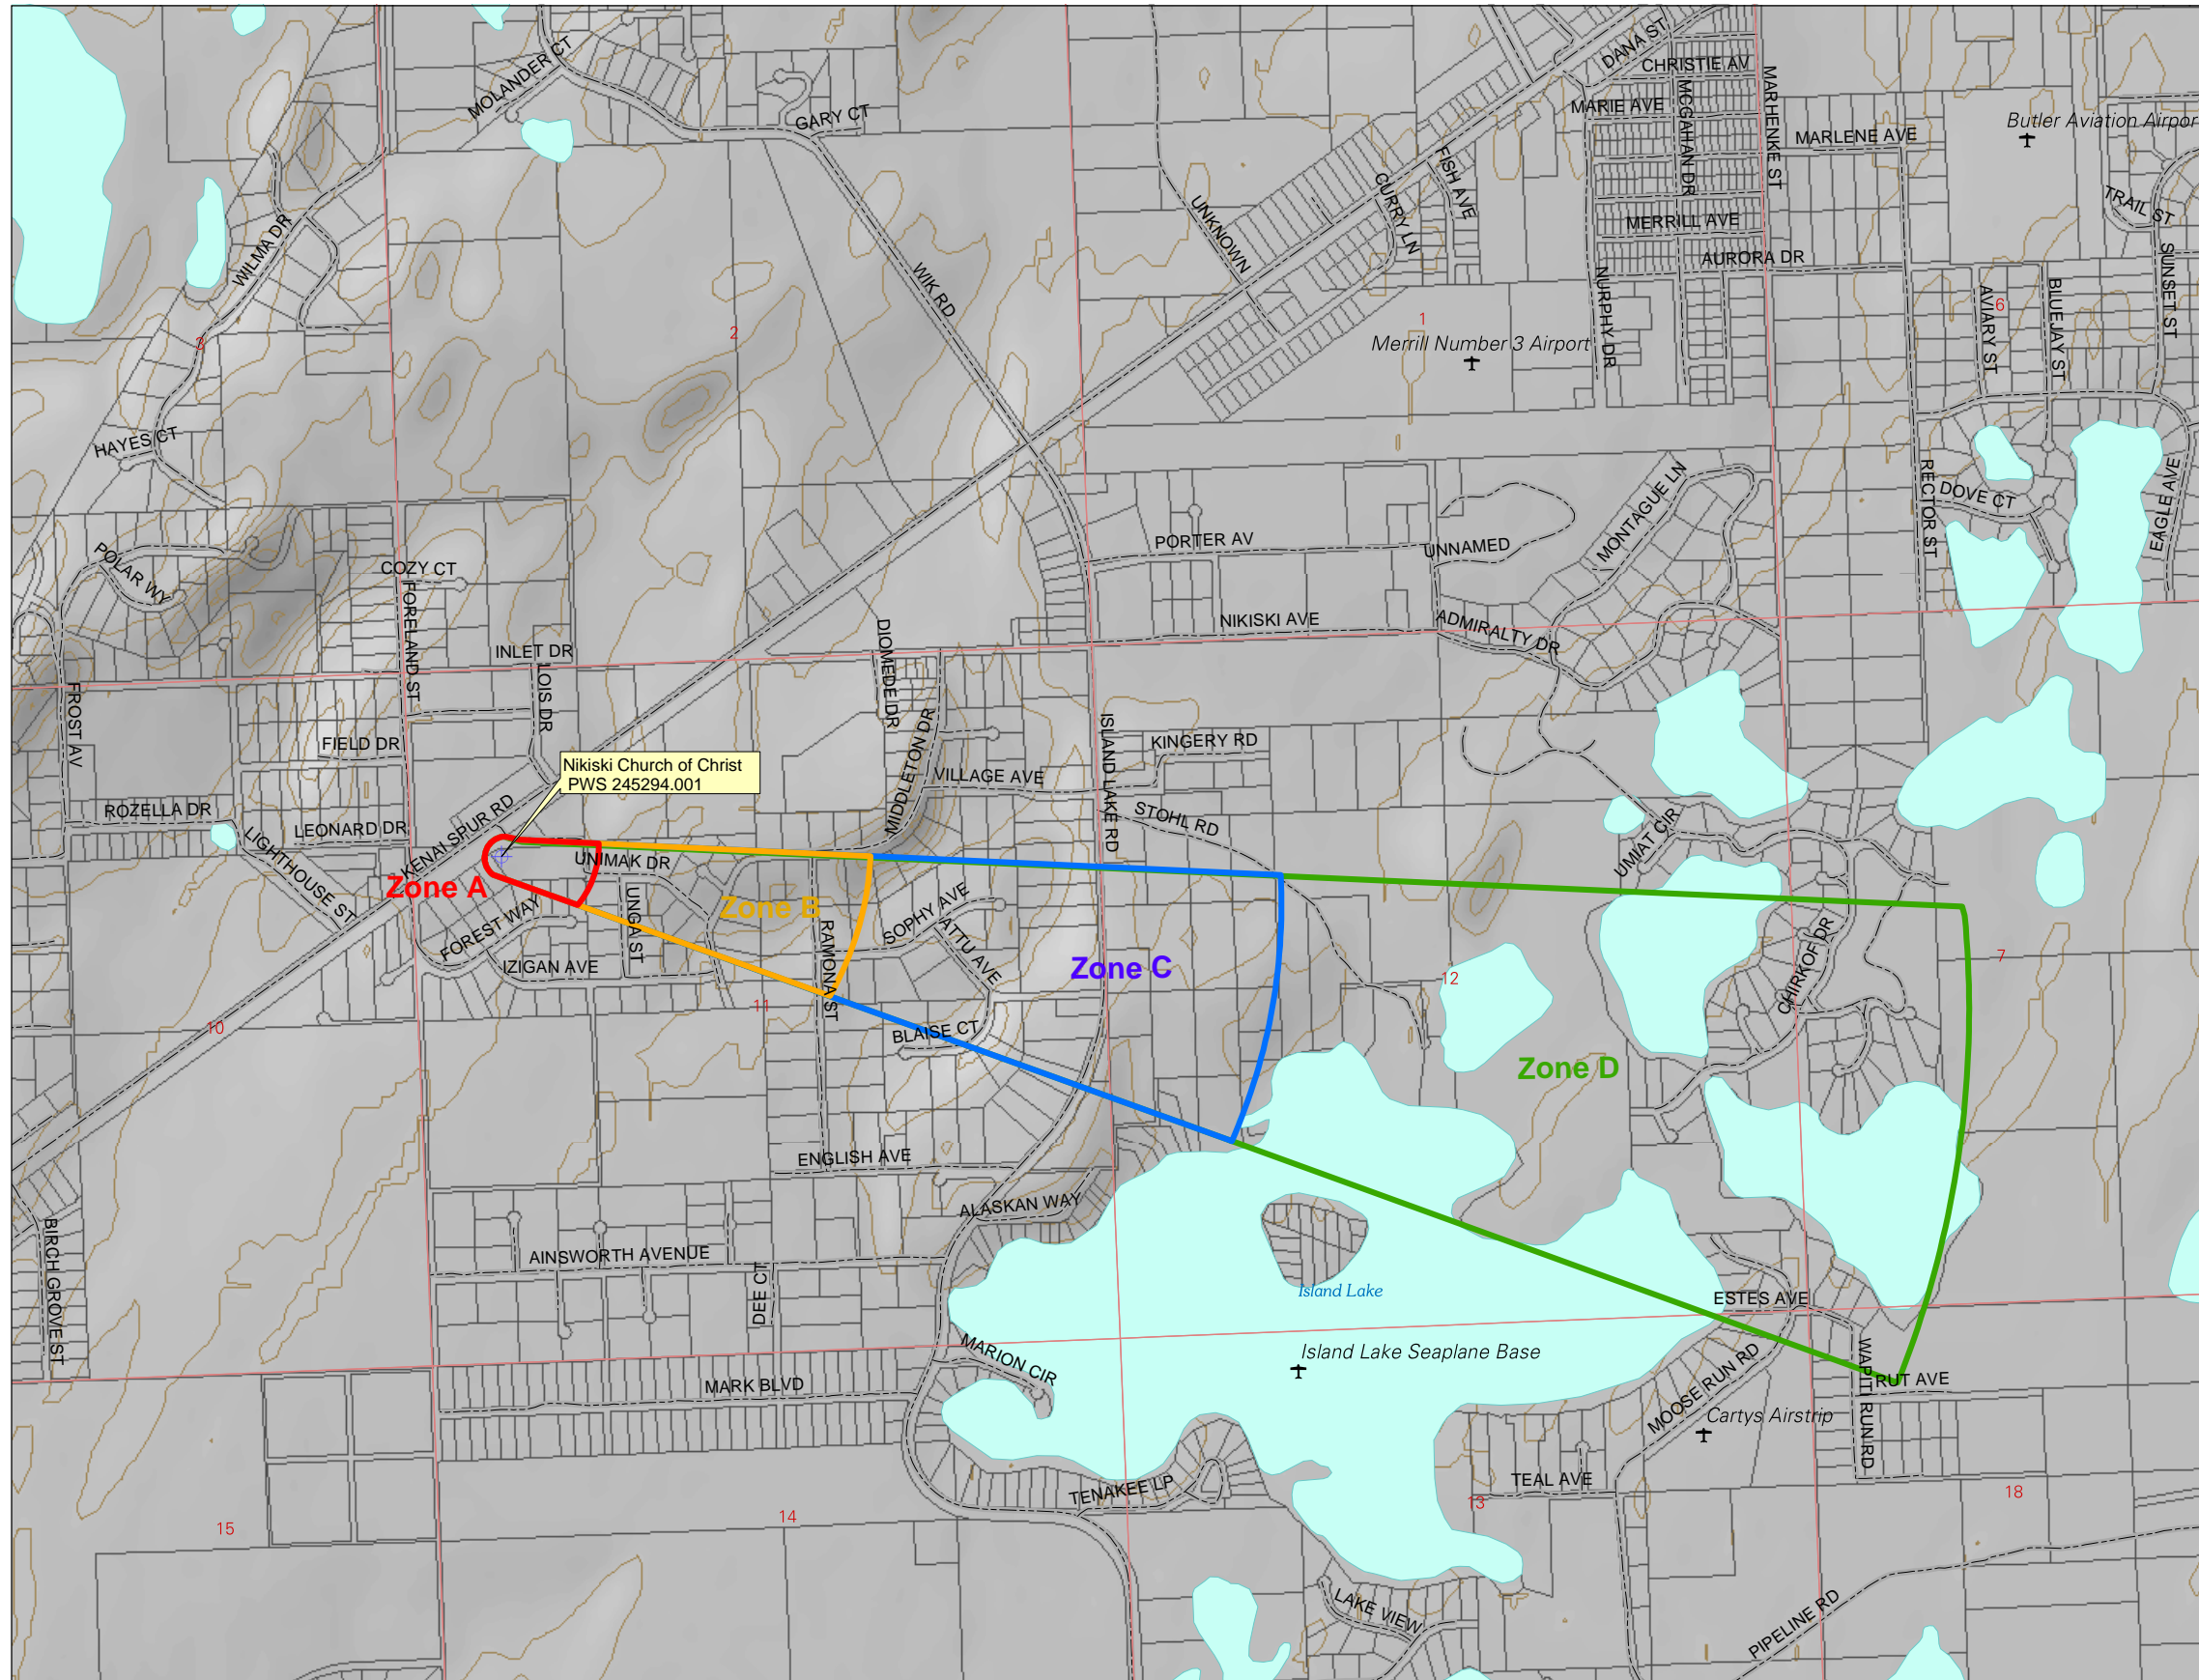 DANA ST
MOLANDER CT
CHRISTIE AV
MARIE AVE
MCGAHAN DR
MARHENKE ST
GARY CT
MARLENE AVE
Butler Aviation Airpor
FISH AVE
CURRY LN
TRAIL ST
UNKNOWN
MERRILL AVE
WILMA DR
AURORA DR
SUNSET ST
WIK RD
NURPHY DR
AVIARY ST
BLUEJAY ST
6
1
2
3
Merrill Number 3 Airport
HAYES CT
RECTOR ST
DOVE CT
EAGLE AVE
MONTAGUE LN
PORTER AV
UNNAMED
POLAR WY
COZY CT
FORELAND ST
NIKISKI AVE
ADMIRALTY DR
DIOMEDE DR
INLET DR
LOIS DR
FROST AV
ISLAND LAKE RD
FIELD DR
KINGERY RD
MIDDLETON DR
VILLAGE AVE
Nikiski Church of Christ
PWS 245294.001
ROZELLA DR
LEONARD DR
KENAI SPUR RD
STOHL RD
UMIAT CIR
LIGHTHOUSE ST
UNIMAK DR
Zone A
Zone B
UNGA ST
SOPHY AVE
FOREST WAY
RAMONA ST
ATTU AVE
CHIRIKOF DR
7
IZIGAN AVE
Zone C
12
11
10
BLAISE CT
Zone D
ENGLISH AVE
ALASKAN WAY
BIRCH GROVE ST
AINSWORTH AVENUE
DEE CT
Island Lake
ESTES AVE
MARION CIR
Island Lake Seaplane Base
WAPITI RUN RD
MOOSE RUN RD
RUT AVE
MARK BLVD
Cartys Airstrip
TEAL AVE
TENAKEE LP
13
18
14
15
LAKE VIEW
PIPELINE RD